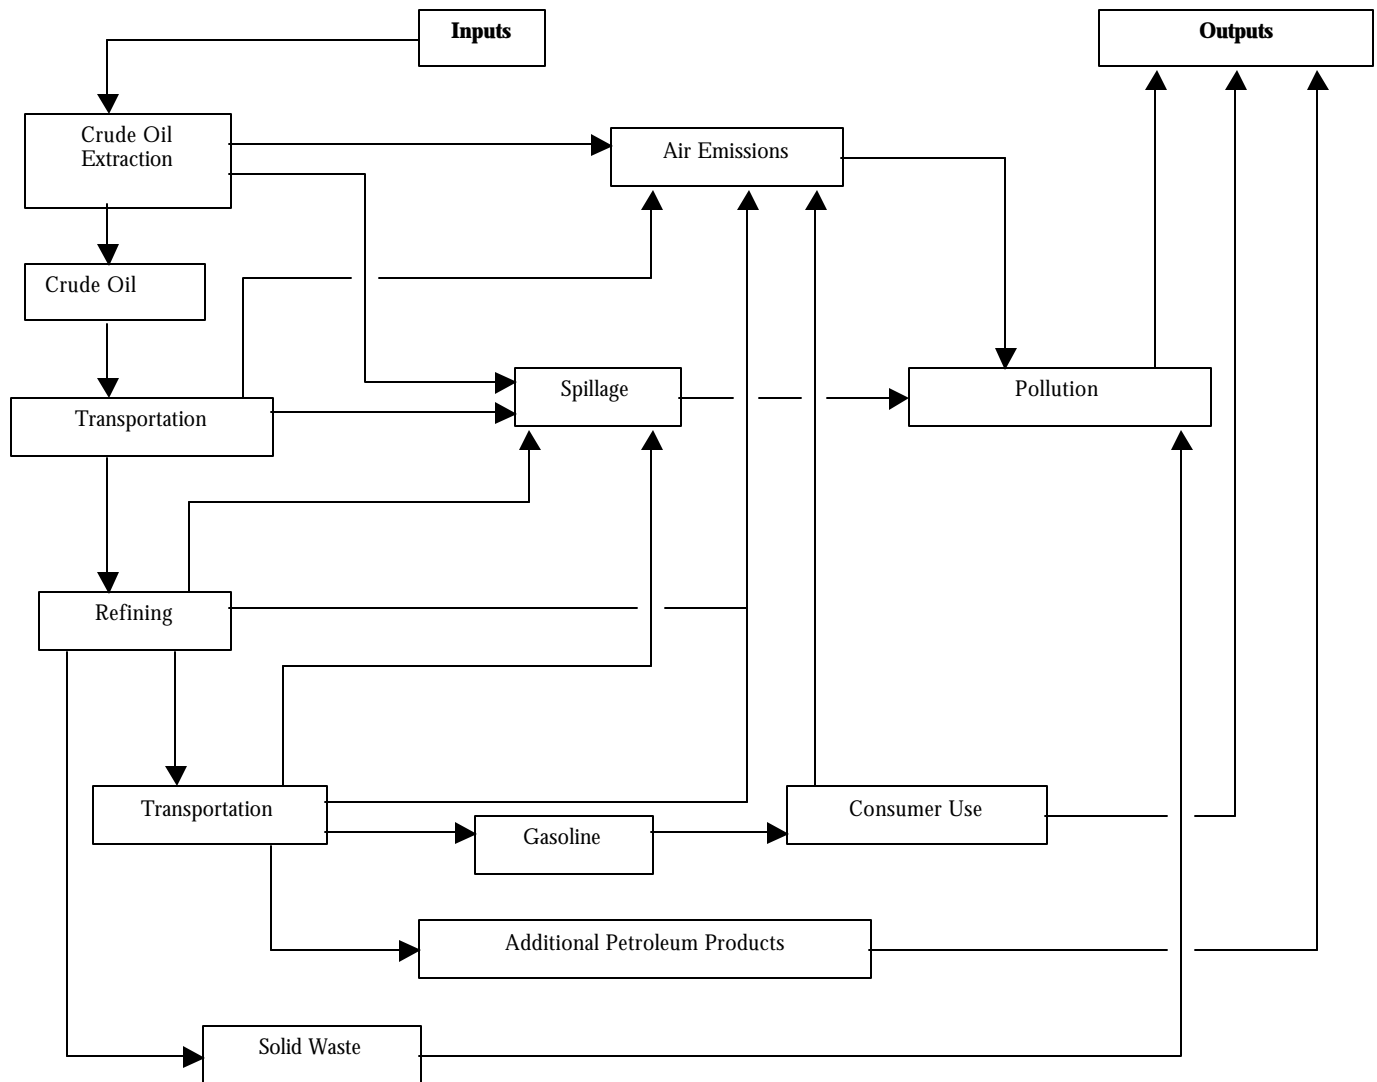 Inputs
Outputs
Crude Oil
Extraction
Air Emissions
Crude Oil
Transportation
Spillage
Pollution
Refining
Transportation
Gasoline
Consumer Use
Additional Petroleum Products
Solid Waste